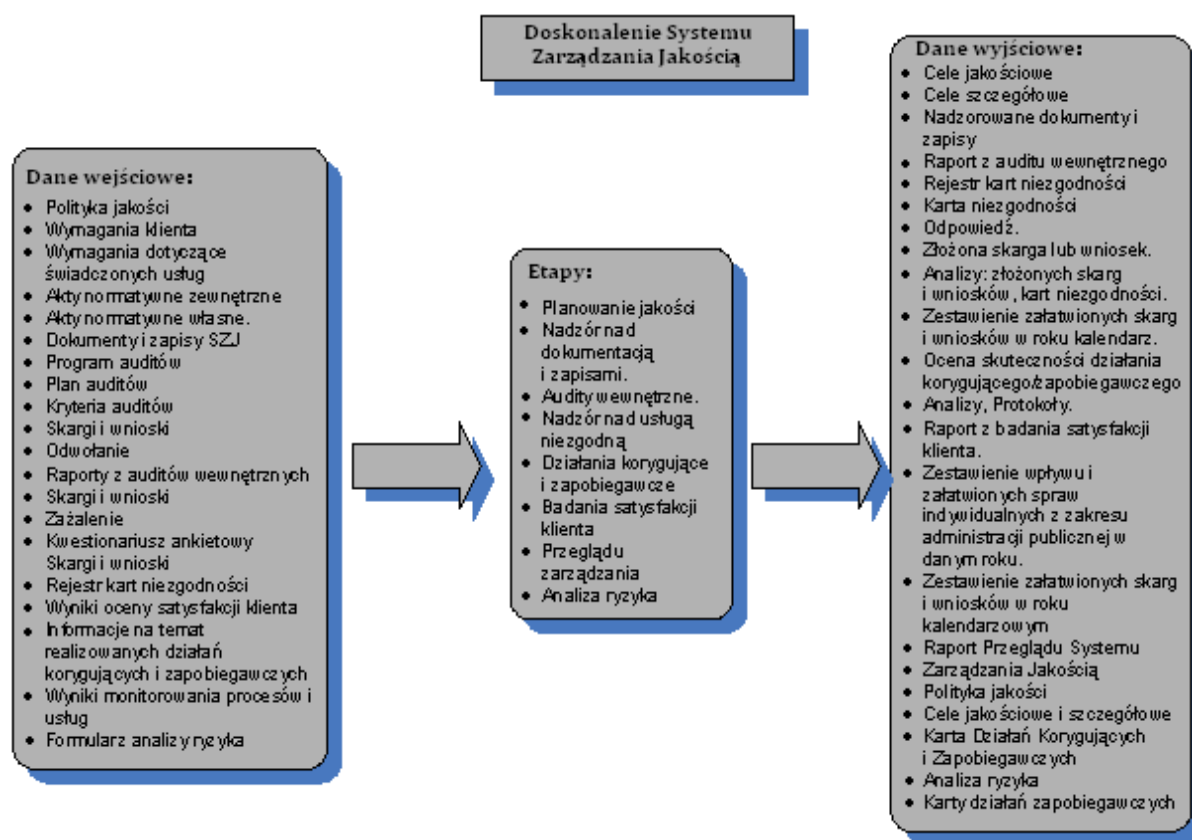 Doskonalenie Systemu
Zarządzania Jakością
Dane wejściowe:
• Polityka jakości
• Wymagania klienta
• Wymagania dotyczące
świadczonych usług
• Akty normatywne zewnętrzne
• Akty normatywne własne.
• Dokumenty i zapisy SZJ
• Program auditów
• Plan auditów
• Kryteria auditów
• Skargi i wnioski
• Odwołanie
• Raporty z auditów wewnętrznych
• Skargi i wnioski
• Zażalenie
• Kwestionariusz ankietowy
Skargi i wnioski
• Rejestr kart niezgodności
• Wyniki oceny satysfakcji klienta
• Informacje na temat
realizowanych działań
korygujących i zapobiegawczych
• Wyniki monitorowania procesów i
usług
• Formularz analizy ryzyka
Etapy:
• Planowanie jakości
• Nadzór nad
dokumentacją
i zapisami.
• Audity wewnętrzne.
• Nadzór nad usługą
niezgodną
• Działania korygujące
i zapobiegawcze
• Badania satysfakcji
klienta
• Przeglądu
zarządzania
• Analiza ryzyka
Dane wyjściowe:
• Cele jakościowe
• Cele szczegółowe
• Nadzorowane dokumenty i
zapisy
• Raport z auditu wewnętrznego
• Rejestr kart niezgodności
• Karta niezgodności
• Odpowiedź.
• Złożona skarga lub wniosek.
• Analizy: złożonych skarg
i wniosków, kart niezgodności.
• Zestawienie załatwionych skarg
i wniosków w roku kalendarz.
• Ocena skuteczności działania
korygującego/zapobiegawczego
• Analizy, Protokoły.
• Raport z badania satysfakcji
klienta.
• Zestawienie wpływu i
załatwionych spraw
indywidualnych z zakresu
administracji publicznej w
danym roku.
• Zestawienie załatwionych skarg
i wniosków w roku
kalendarzowym
• Raport Przeglądu Systemu
• Zarządzania Jakością
• Polityka jakości
• Cele jakościowe i szczegółowe
• Karta Działań Korygujących
i Zapobiegawczych
• Analiza ryzyka
• Karty działań zapobiegawczych